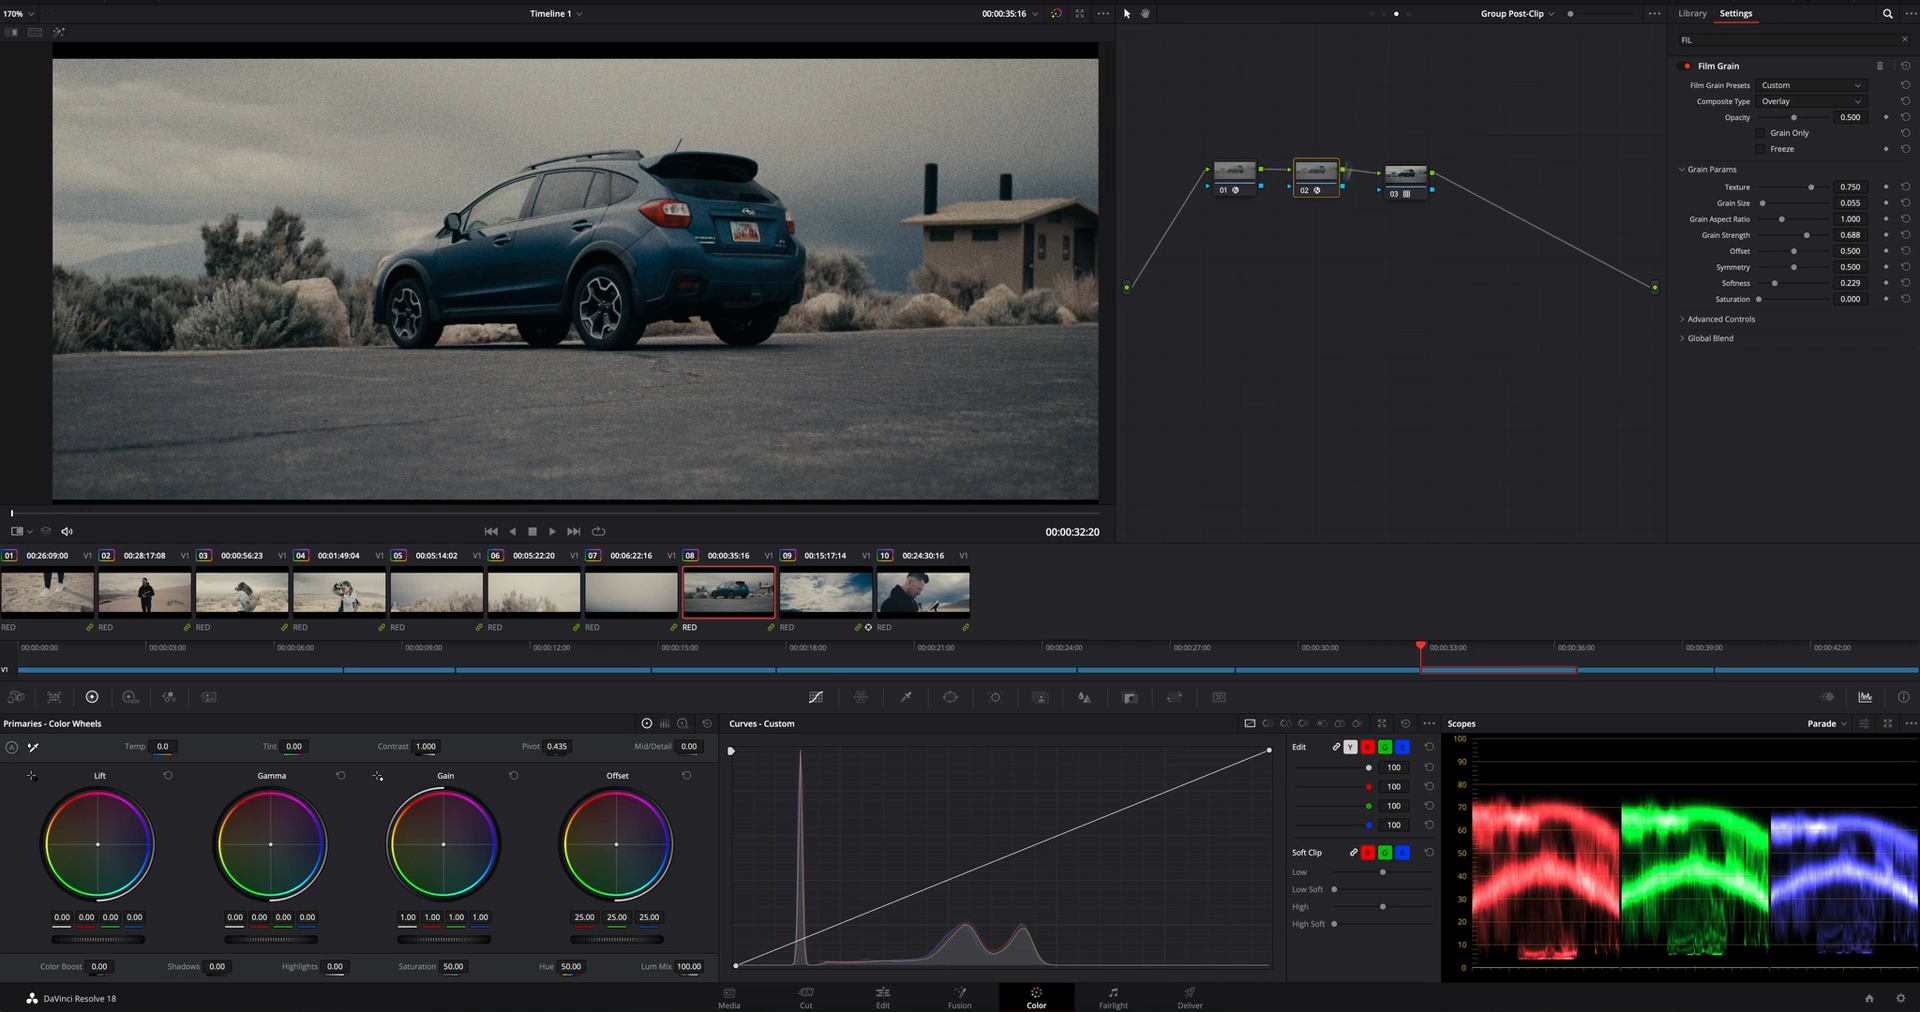 170%
Timeline 1
00:00:35:16
Group Post-Clip
Library
Settings
FIL
Film Grain
Film Grain Presets Custom
Composite Type Overlay
Opacity 0.500
Grain Only
Freeze
Grain Params
Texture 0.750
Grain Size 0.055
Grain Aspect Ratio 1.000
Grain Strength 0.688
Offset 0.500
Symmetry 0.500
Softness 0.229
Saturation 0.000
Advanced Controls
Global Blend
01
02
03
00:00:32:20
01 00:26:09:00 V1 02 00:28:17:08 V1 03 00:00:56:23 V1 04 00:01:49:04 V1 05 00:05:14:02 V1 06 00:05:22:20 V1 07 00:06:22:16 V1 08 00:00:35:16 V1 09 00:15:17:14 V1 10 00:24:30:16 V1
RED RED RED RED RED RED RED RED RED RED
00:00:00:00 00:00:03:00 00:00:06:00 00:00:09:00 00:00:12:00 00:00:15:00 00:00:18:00 00:00:21:00 00:00:24:00 00:00:27:00 00:00:30:00 00:00:33:00 00:00:36:00 00:00:39:00 00:00:42:00
V1
Primaries - Color Wheels
A
Temp 0.0 Tint 0.00 Contrast 1.000 Pivot 0.435 Mid/Detail 0.00
Lift Gamma Gain Offset
0.00 0.00 0.00 0.00 0.00 0.00 0.00 0.00 1.00 1.00 1.00 1.00 25.00 25.00 25.00
Color Boost 0.00 Shadows 0.00 Highlights 0.00 Saturation 50.00 Hue 50.00 Lum Mix 100.00
Curves - Custom
Edit Y R G B
100
100
100
100
Soft Clip R G B
Low
Low Soft
High
High Soft
Scopes
Parade
100
90
80
70
60
50
40
30
20
10
0
DaVinci Resolve 18
Media Cut Edit Fusion Color Fairlight Deliver